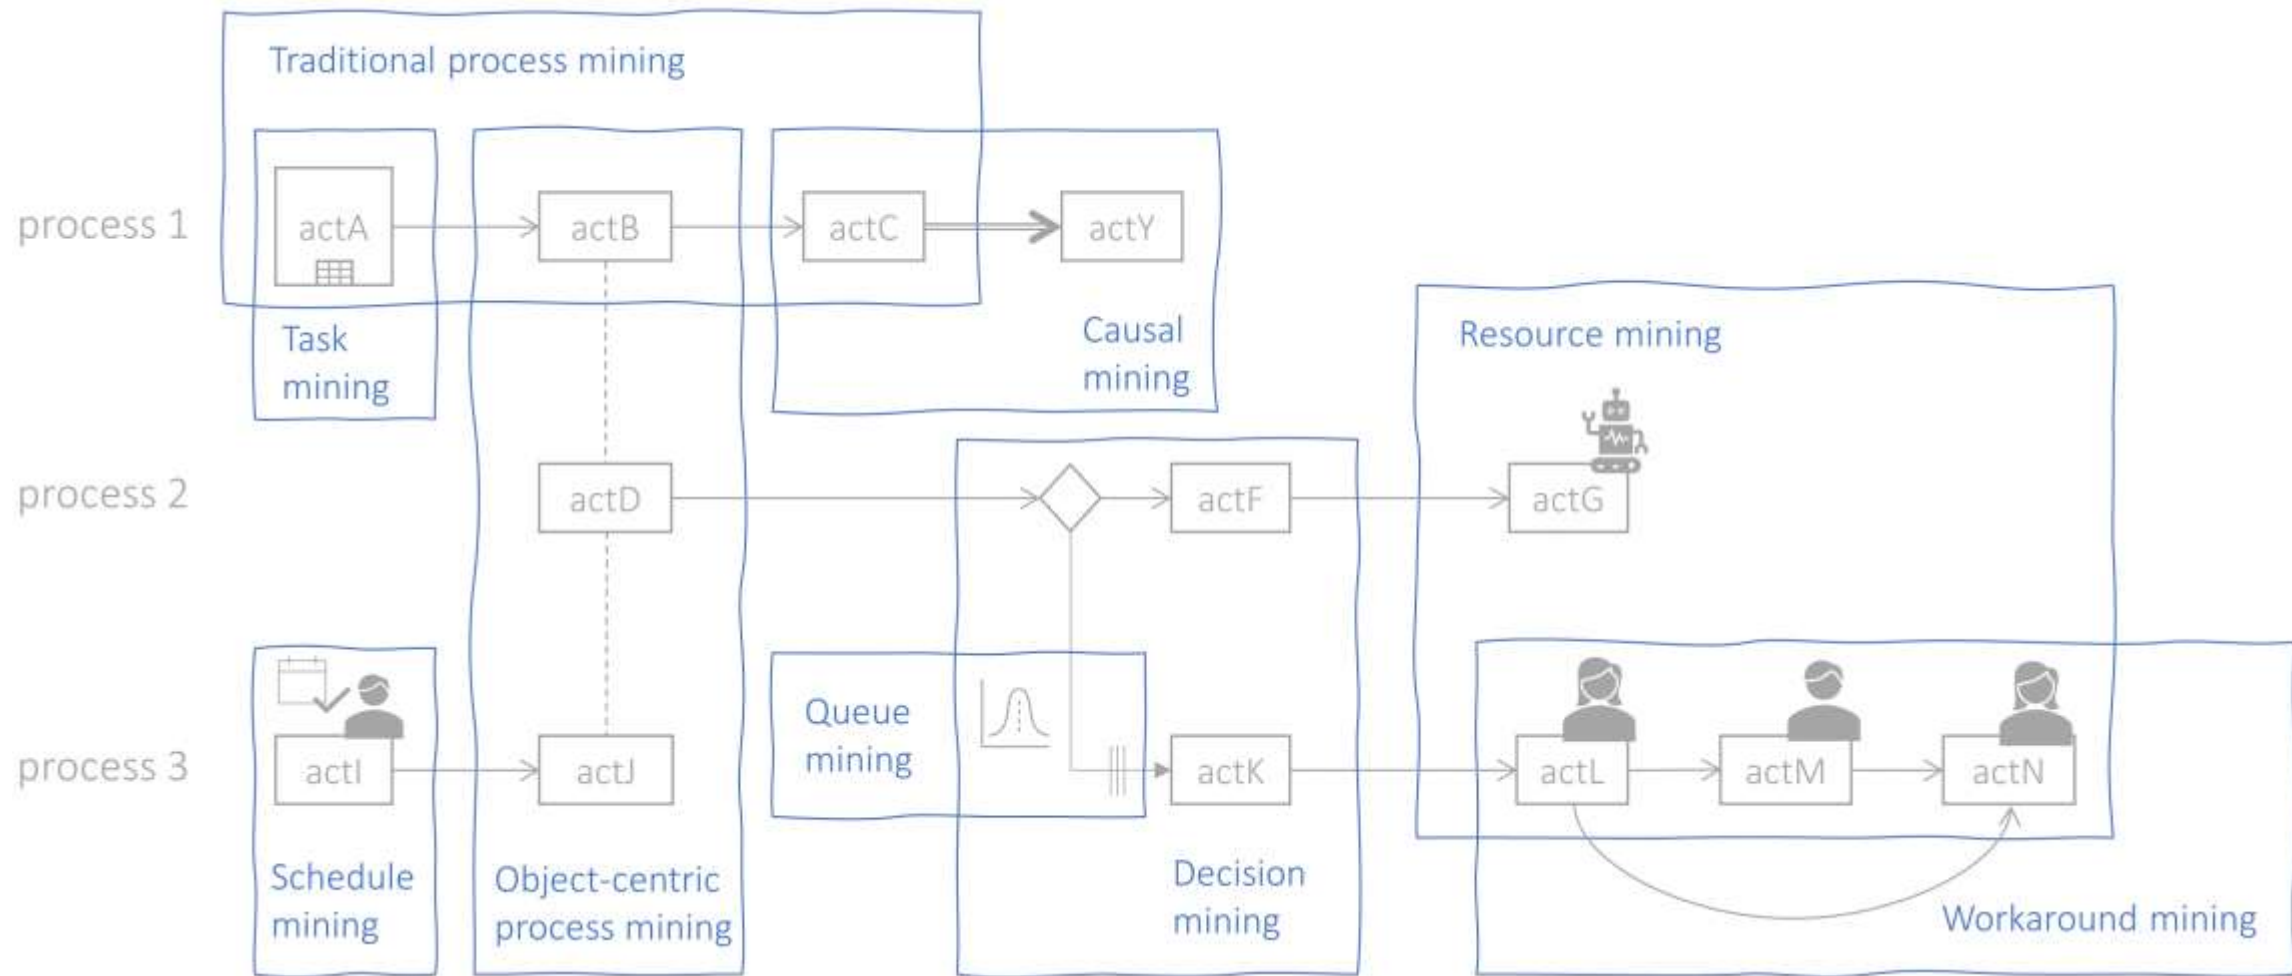 Traditional process mining
process 1
actA
actB
actC
actY
Task
mining
Causal
mining
Resource mining
process 2
actD
actF
actG
process 3
actI
actJ
Queue
mining
actK
actL
actM
actN
Schedule
mining
Object-centric
process mining
Decision
mining
Workaround mining